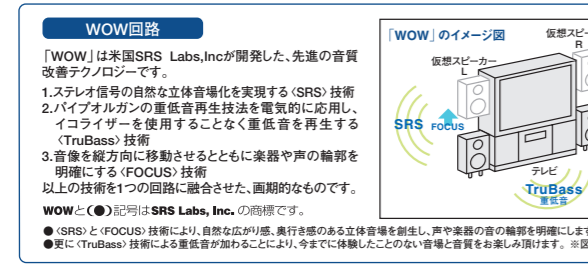 WOW回路
「WOW」は米国SRS Labs,Incが開発した、先進の音質
改善テクノロジーです。
1.ステレオ信号の自然な立体音場化を実現する〈SRS〉技術
2.パイプオルガンの重低音再生技法を電気的に応用し、
イコライザーを使用することなく重低音を再生する
〈TruBass〉技術
3.音像を縦方向に移動させるとともに楽器や声の輪郭を
明確にする〈FOCUS〉技術
以上の技術を1つの回路に融合させた、画期的なものです。
WOWと(●)記号はSRS Labs, Inc. の商標です。
「WOW」のイメージ図
仮想スピーカー
L
仮想スピー
R
SRS
FOCUS
テレビ
TruBass
重低音
●〈SRS〉と〈FOCUS〉技術により、自然な広がり感、奥行き感のある立体音場を創生し、声や楽器の音の輪郭を明確にします
●更に〈TruBass〉技術による重低音が加わることにより、今までに体験したことのない音場と音質をお楽しみ頂けます。※図